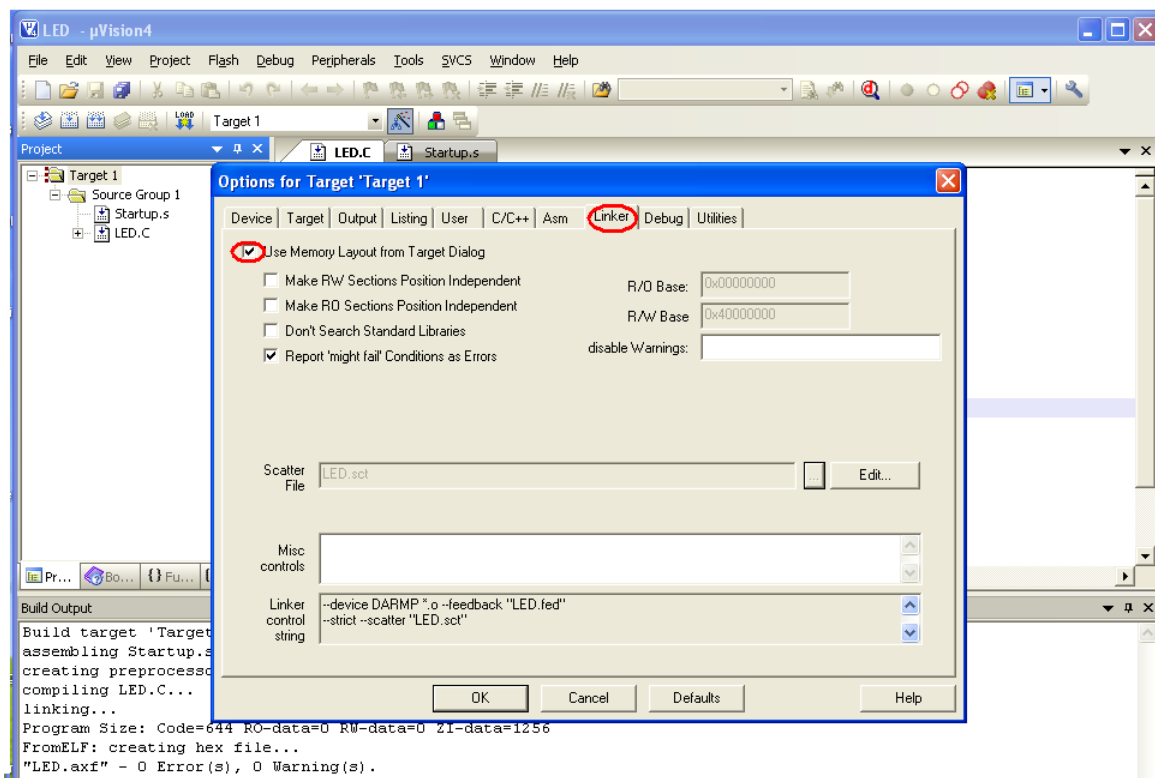 LED - µVision4
File Edit View Project Flash Debug Peripherals Tools SVCS Window Help
LOAD Target 1
Project LED.C Startup.s
Target 1
Source Group 1
Startup.s
LED.C
Options for Target 'Target 1'
Device Target Output Listing User C/C++ Asm Linker Debug Utilities
Use Memory Layout from Target Dialog
Make RW Sections Position Independent
Make RO Sections Position Independent
Don't Search Standard Libraries
Report 'might fail' Conditions as Errors
R/O Base: 0x00000000
R/W Base 0x40000000
disable Warnings:
Scatter
File
LED.sct
... Edit...
Misc
controls
Linker
control
string
--device DARMP *.o --feedback "LED.fed"
--strict --scatter "LED.sct"
OK Cancel Defaults Help
Pr... Bo... {} Fu...
Build Output
Build target 'Target
assembling Startup.s
creating preprocesso
compiling LED.C...
linking...
Program Size: Code=644 RO-data=0 RW-data=0 ZI-data=1256
FromELF: creating hex file...
"LED.axf" - 0 Error(s), 0 Warning(s).